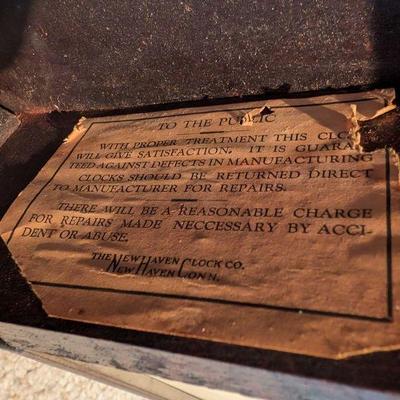 TO THE PUBLIC
WITH PROPER TREATMENT THIS CLOC
WILL GIVE SATISFACTION. IT IS GUARA
TEED AGAINST DEFECTS IN MANUFACTURING
CLOCKS SHOULD BE RETURNED DIRECT
TO MANUFACTURER FOR REPAIRS.
THERE WILL BE A REASONABLE CHARGE
FOR REPAIRS MADE NECCESSARY BY ACCI-
DENT OR ABUSE.
THE NEW HAVEN CLOCK CO.
NEW HAVEN CONN.